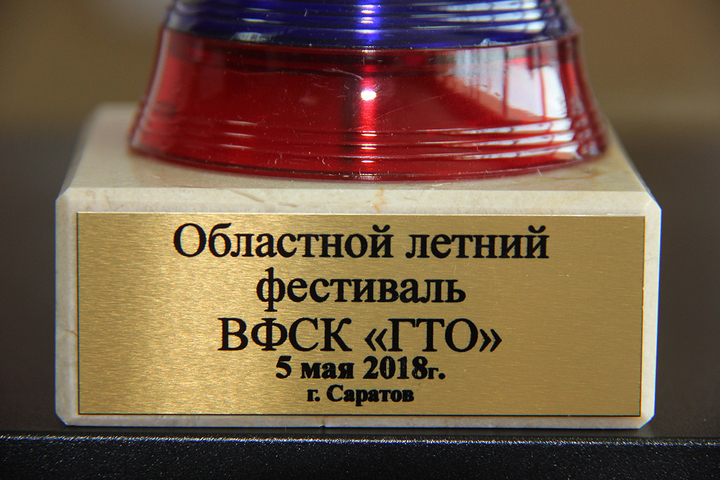 Областной летний
фестиваль
ВФСК «ГТО»
5 мая 2018г.
г. Саратов